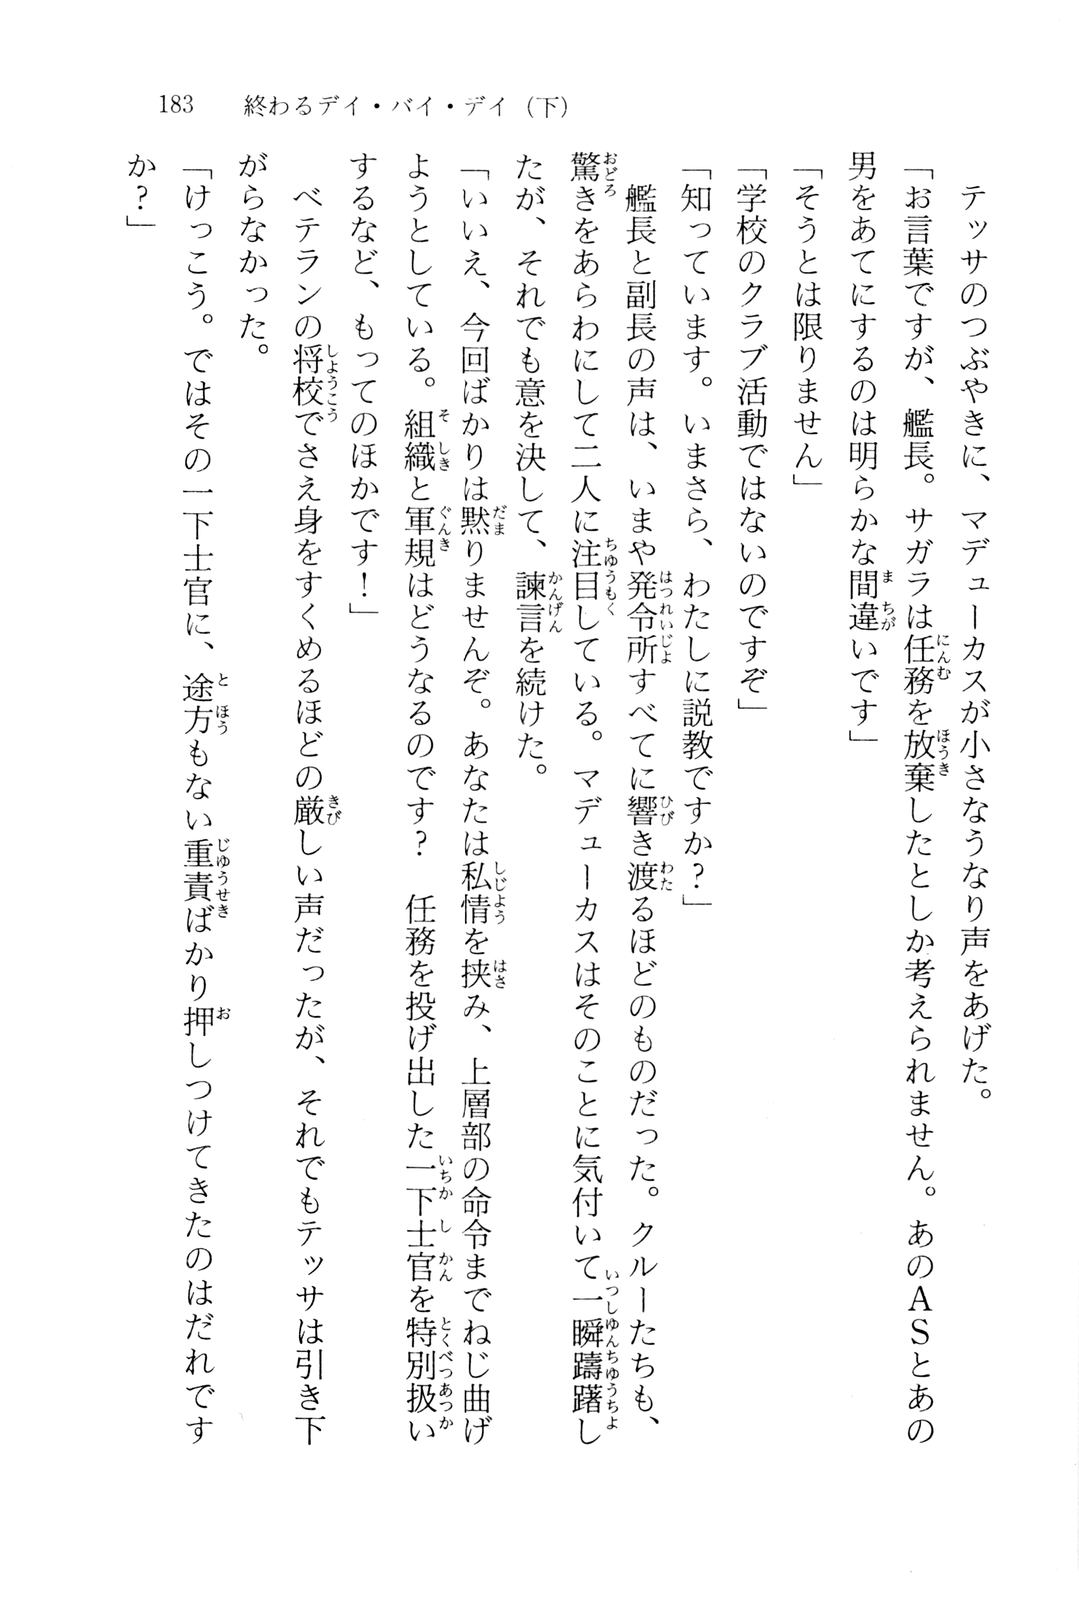 183　終わるデイ・バイ・デイ（下）
　テッサのつぶやきに、マデューカスが小さなうなり声をあげた。
「お言葉ですが、艦長。サガラは任務を放棄したとしか考えられません。あのＡＳとあの
男をあてにするのは明らかな間違いです」
「そうとは限りません」
「学校のクラブ活動ではないのですぞ」
「知っています。いまさら、わたしに説教ですか？」
　艦長と副長の声は、いまや発令所すべてに響き渡るほどのものだった。クルーたちも、
驚きをあらわにして二人に注目している。マデューカスはそのことに気付いて一瞬躊躇し
たが、それでも意を決して、諫言を続けた。
「いいえ、今回ばかりは黙りませんぞ。あなたは私情を挟み、上層部の命令までねじ曲げ
ようとしている。組織と軍規はどうなるのです？　任務を投げ出した一下士官を特別扱い
するなど、もってのほかです！」
　ベテランの将校でさえ身をすくめるほどの厳しい声だったが、それでもテッサは引き下
がらなかった。
「けっこう。ではその一下士官に、途方もない重責ばかり押しつけてきたのはだれです
か？」